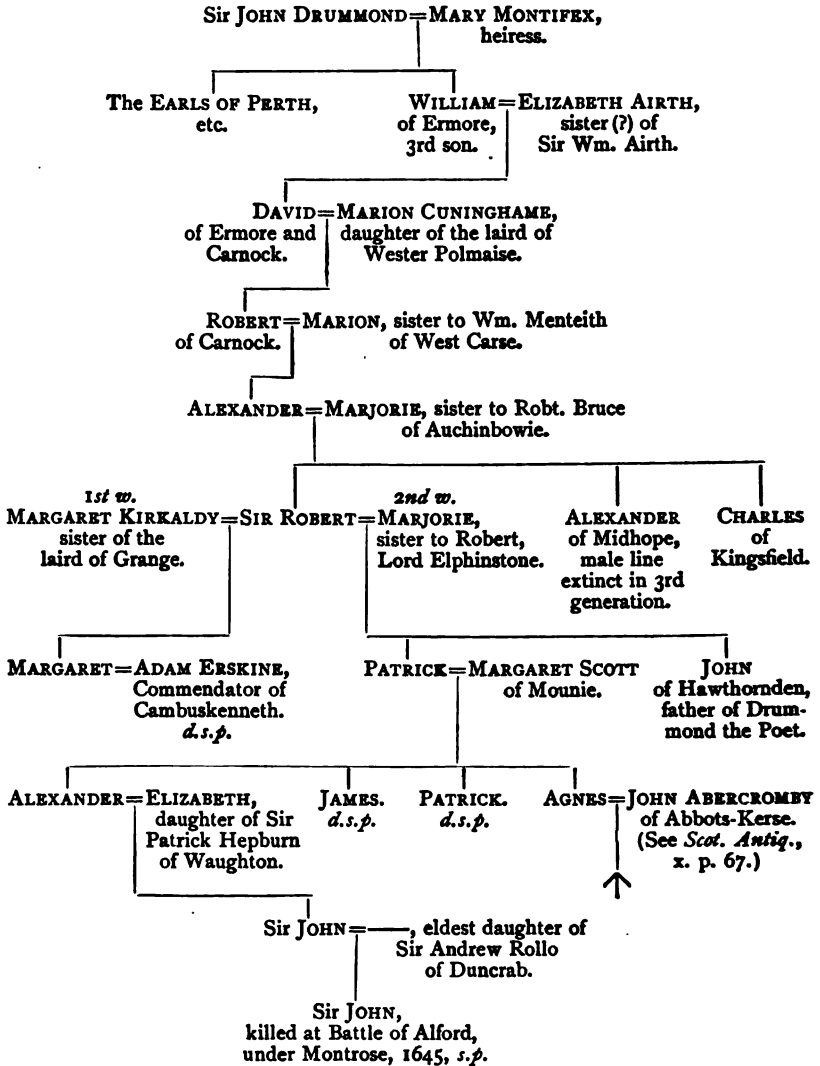 Sir JOHN DRUMMOND=MARY MONTIFEX,
heiress.
The EARLS OF PERTH,
etc.
WILLIAM=ELIZABETH AIRTH,
of Ermore,
3rd son.
sister (?) of
Sir Wm. Airth.
DAVID=MARION CUNINGHAME,
of Ermore and
Carnock.
daughter of the laird of
Wester Polmaise.
ROBERT=MARION, sister to Wm. Menteith
of Carnock.
of West Carse.
ALEXANDER=MARJORIE, sister to Robt. Bruce
of Auchinbowie.
1st w.
2nd w.
MARGARET KIRKALDY=SIR ROBERT=MARJORIE,
sister of the
laird of Grange.
sister to Robert,
Lord Elphinstone.
ALEXANDER
of Midhope,
male line
extinct in 3rd
generation.
CHARLES
of
Kingsfield.
MARGARET=ADAM ERSKINE,
Commendator of
Cambuskenneth.
d.s.p.
PATRICK=MARGARET SCOTT
of Mounie.
JOHN
of Hawthornden,
father of Drum-
mond the Poet.
ALEXANDER=ELIZABETH,
daughter of Sir
Patrick Hepburn
of Waughton.
JAMES.
d.s.p.
PATRICK.
d.s.p.
AGNES=JOHN ABERCROMBY
of Abbots-Kerse.
(See Scot. Antiq.,
x. p. 67.)
Sir JOHN=——, eldest daughter of
Sir Andrew Rollo
of Duncrab.
Sir JOHN,
killed at Battle of Alford,
under Montrose, 1645, s.p.